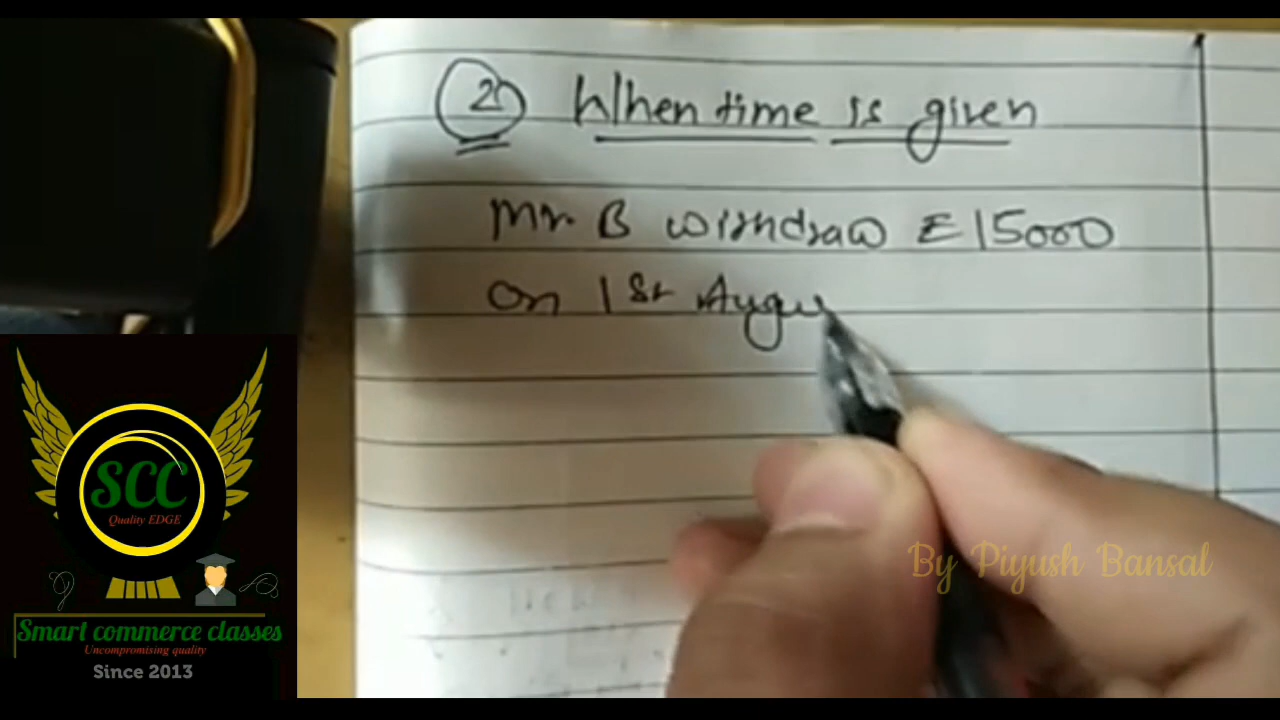 2 When time is given
Mr. B withdraw ₹15000
on 1st Augus
SCC
Quality EDGE
Smart commerce classes
Uncompromising quality
Since 2013
By Piyush Bansal